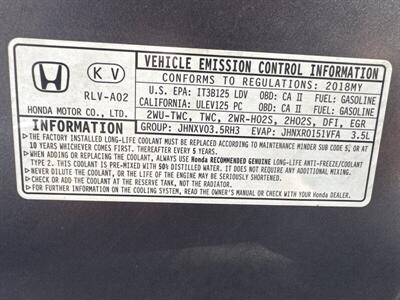 VEHICLE EMISSION CONTROL INFORMATION
CONFORMS TO REGULATIONS: 2018MY
U.S. EPA: IT3B125 LDV OBD: CA II FUEL: GASOLINE
CALIFORNIA: ULEV125 PC OBD: CA II FUEL: GASOLINE
2WU-TWC, TWC, 2WR-HO2S, 2HO2S, DFI, EGR
GROUP: JHNXV03.5RH3 EVAP: JHNXR0151VFA 3.5L
K V
RLV-A02
HONDA MOTOR CO., LTD.
INFORMATION
▷ THE FACTORY INSTALLED LONG-LIFE COOLANT MUST BE REPLACED ACCORDING TO MAINTENANCE MINDER SUB CODE 5, OR AT
10 YEARS WHICHEVER COMES FIRST. THEREAFTER EVERY 5 YEARS.
▷ WHEN ADDING OR REPLACING THE COOLANT, ALWAYS USE Honda RECOMMENDED GENUINE LONG-LIFE ANTI-FREEZE/COOLANT
TYPE 2. THIS COOLANT IS PRE-MIXED WITH 50% DISTILLED WATER. IT DOES NOT REQUIRE ANY ADDITIONAL MIXING.
▷ NEVER DILUTE THE COOLANT, OR THE LIFE OF THE ENGINE MAY BE SERIOUSLY SHORTENED.
▷ CHECK AND ADD THE COOLANT AT THE RESERVE TANK, NOT THE RADIATOR.
▷ FOR MORE INFORMATION ON THE COOLING SYSTEM, READ THE OWNER'S MANUAL OR CHECK WITH YOUR Honda DEALER.